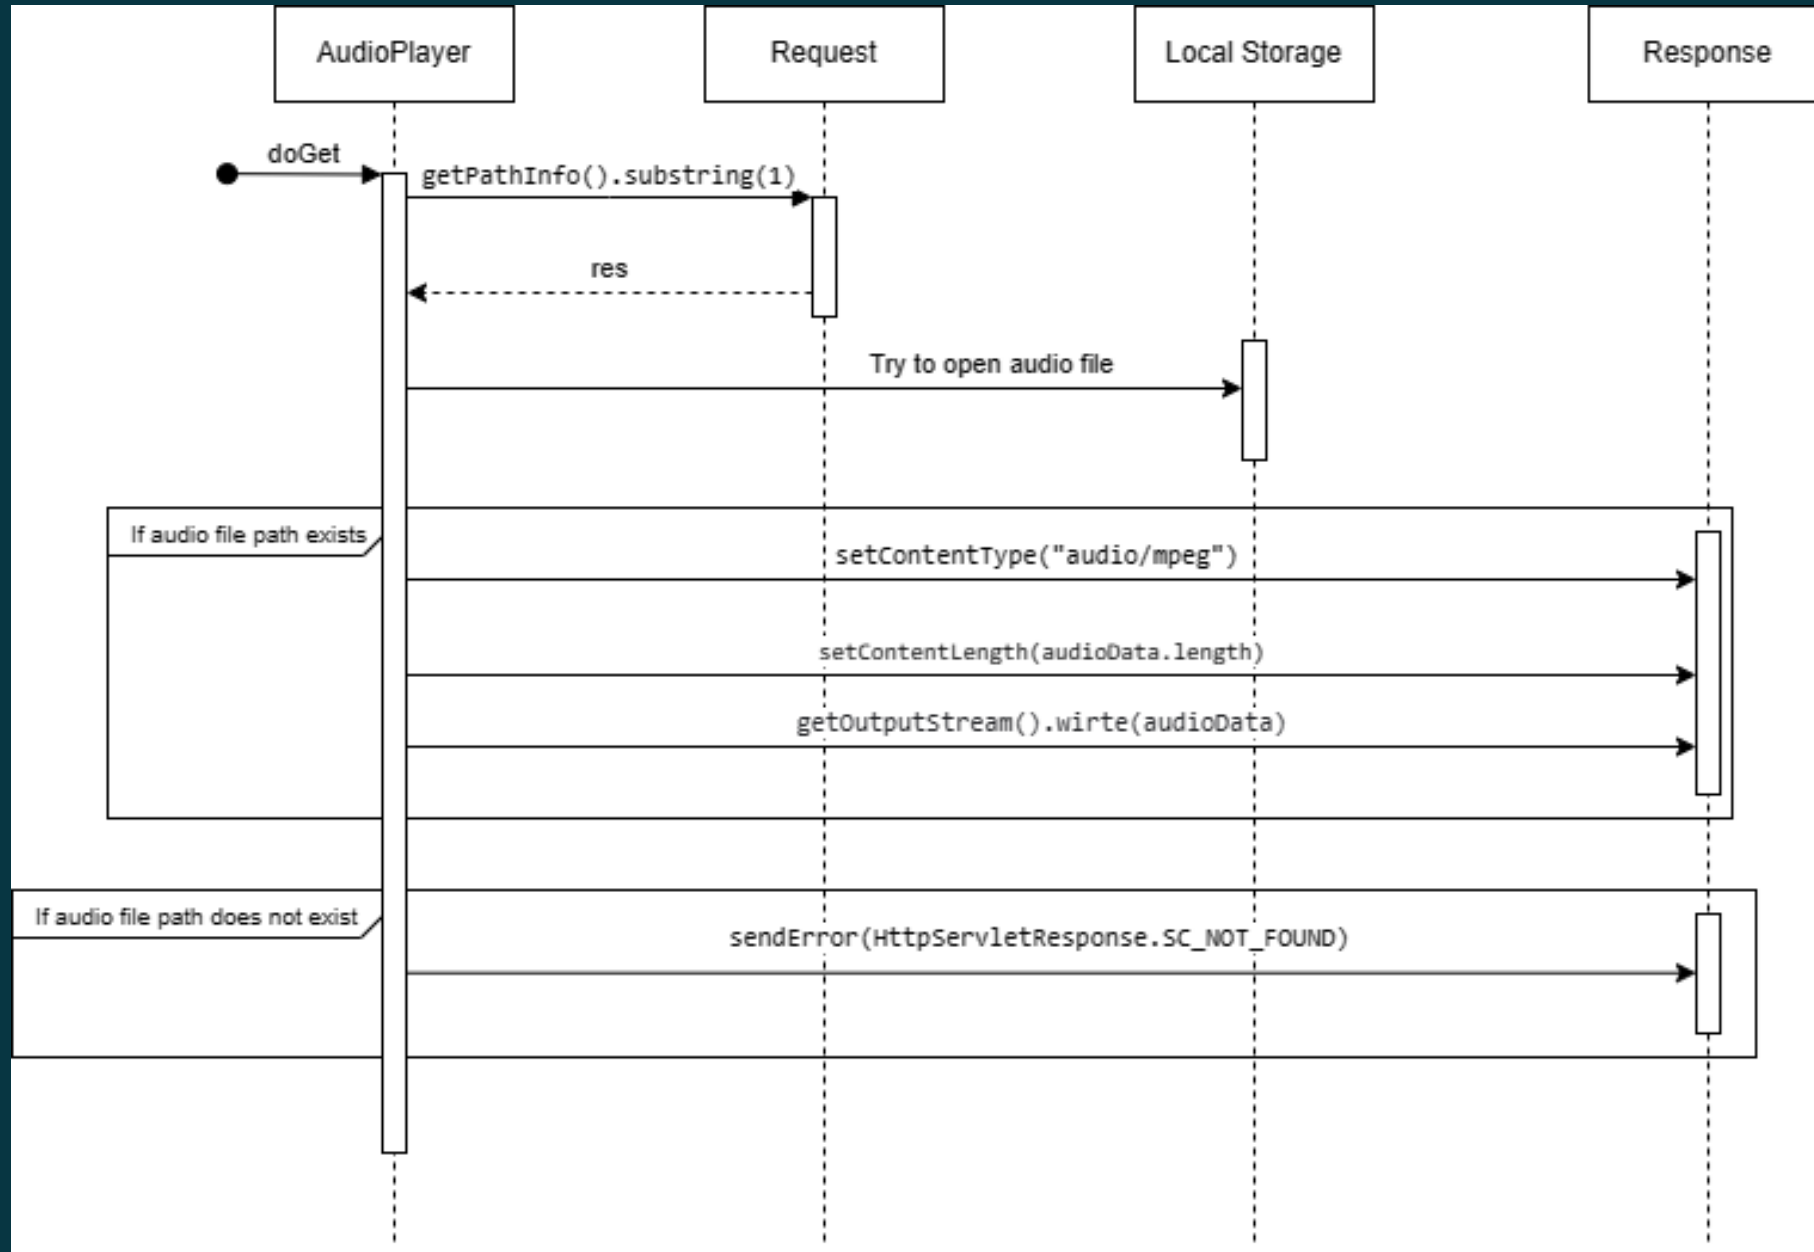 AudioPlayer
Request
Local Storage
Response
doGet
getPathInfo().substring(1)
res
Try to open audio file
If audio file path exists
setContentType("audio/mpeg")
setContentLength(audioData.length)
getOutputStream().wirte(audioData)
If audio file path does not exist
sendError(HttpServletResponse.SC_NOT_FOUND)